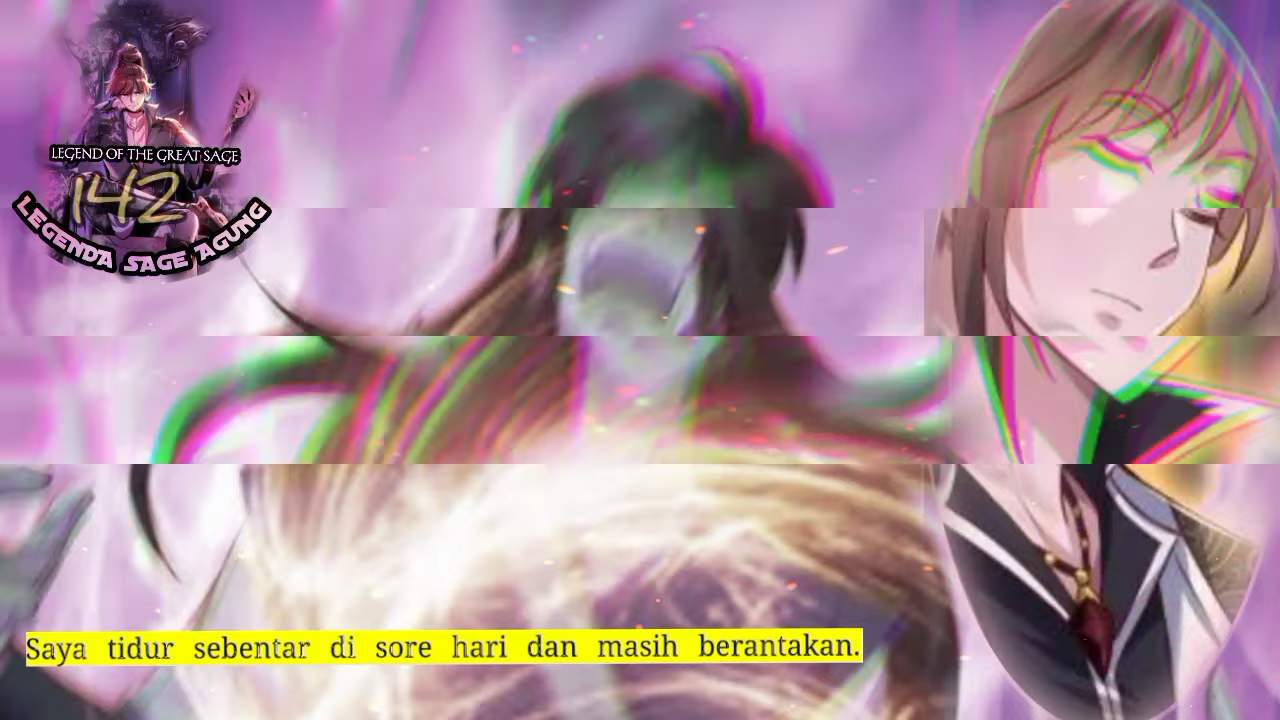 LEGEND OF THE GREAT SAGE
142
LEGENDA SAGE AGUNG
Saya tidur sebentar di sore hari dan masih berantakan.